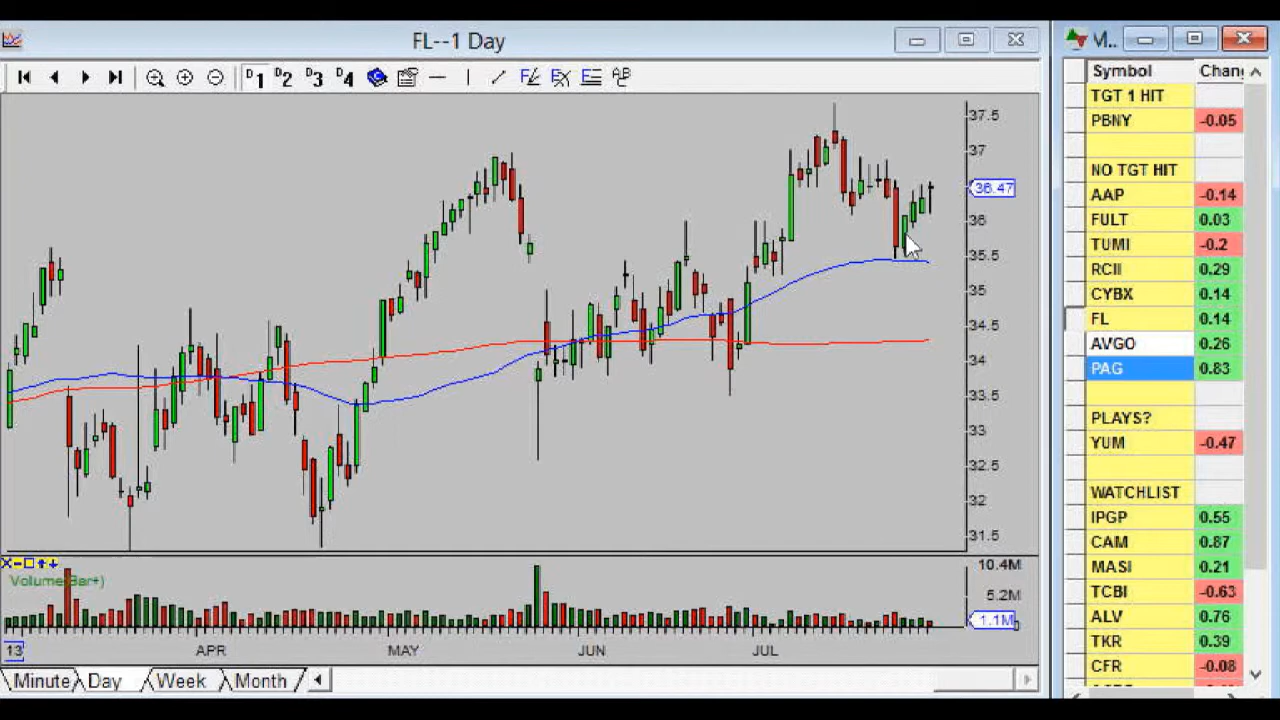 FL--1 Day
M..
D1 D2 D3 D4
37.5
37
36.47
36
35.5
35
34.5
34
33.5
33
32.5
32
31.5
Volume(Bar+)
10.4M
5.2M
1.1M
13 APR MAY JUN JUL
Minute Day Week Month
Symbol Chang
TGT 1 HIT
PBNY -0.05
NO TGT HIT
AAP -0.14
FULT 0.03
TUMI -0.2
RCII 0.29
CYBX 0.14
FL 0.14
AVGO 0.26
PAG 0.83
PLAYS?
YUM -0.47
WATCHLIST
IPGP 0.55
CAM 0.87
MASI 0.21
TCBI -0.63
ALV 0.76
TKR 0.39
CFR -0.08